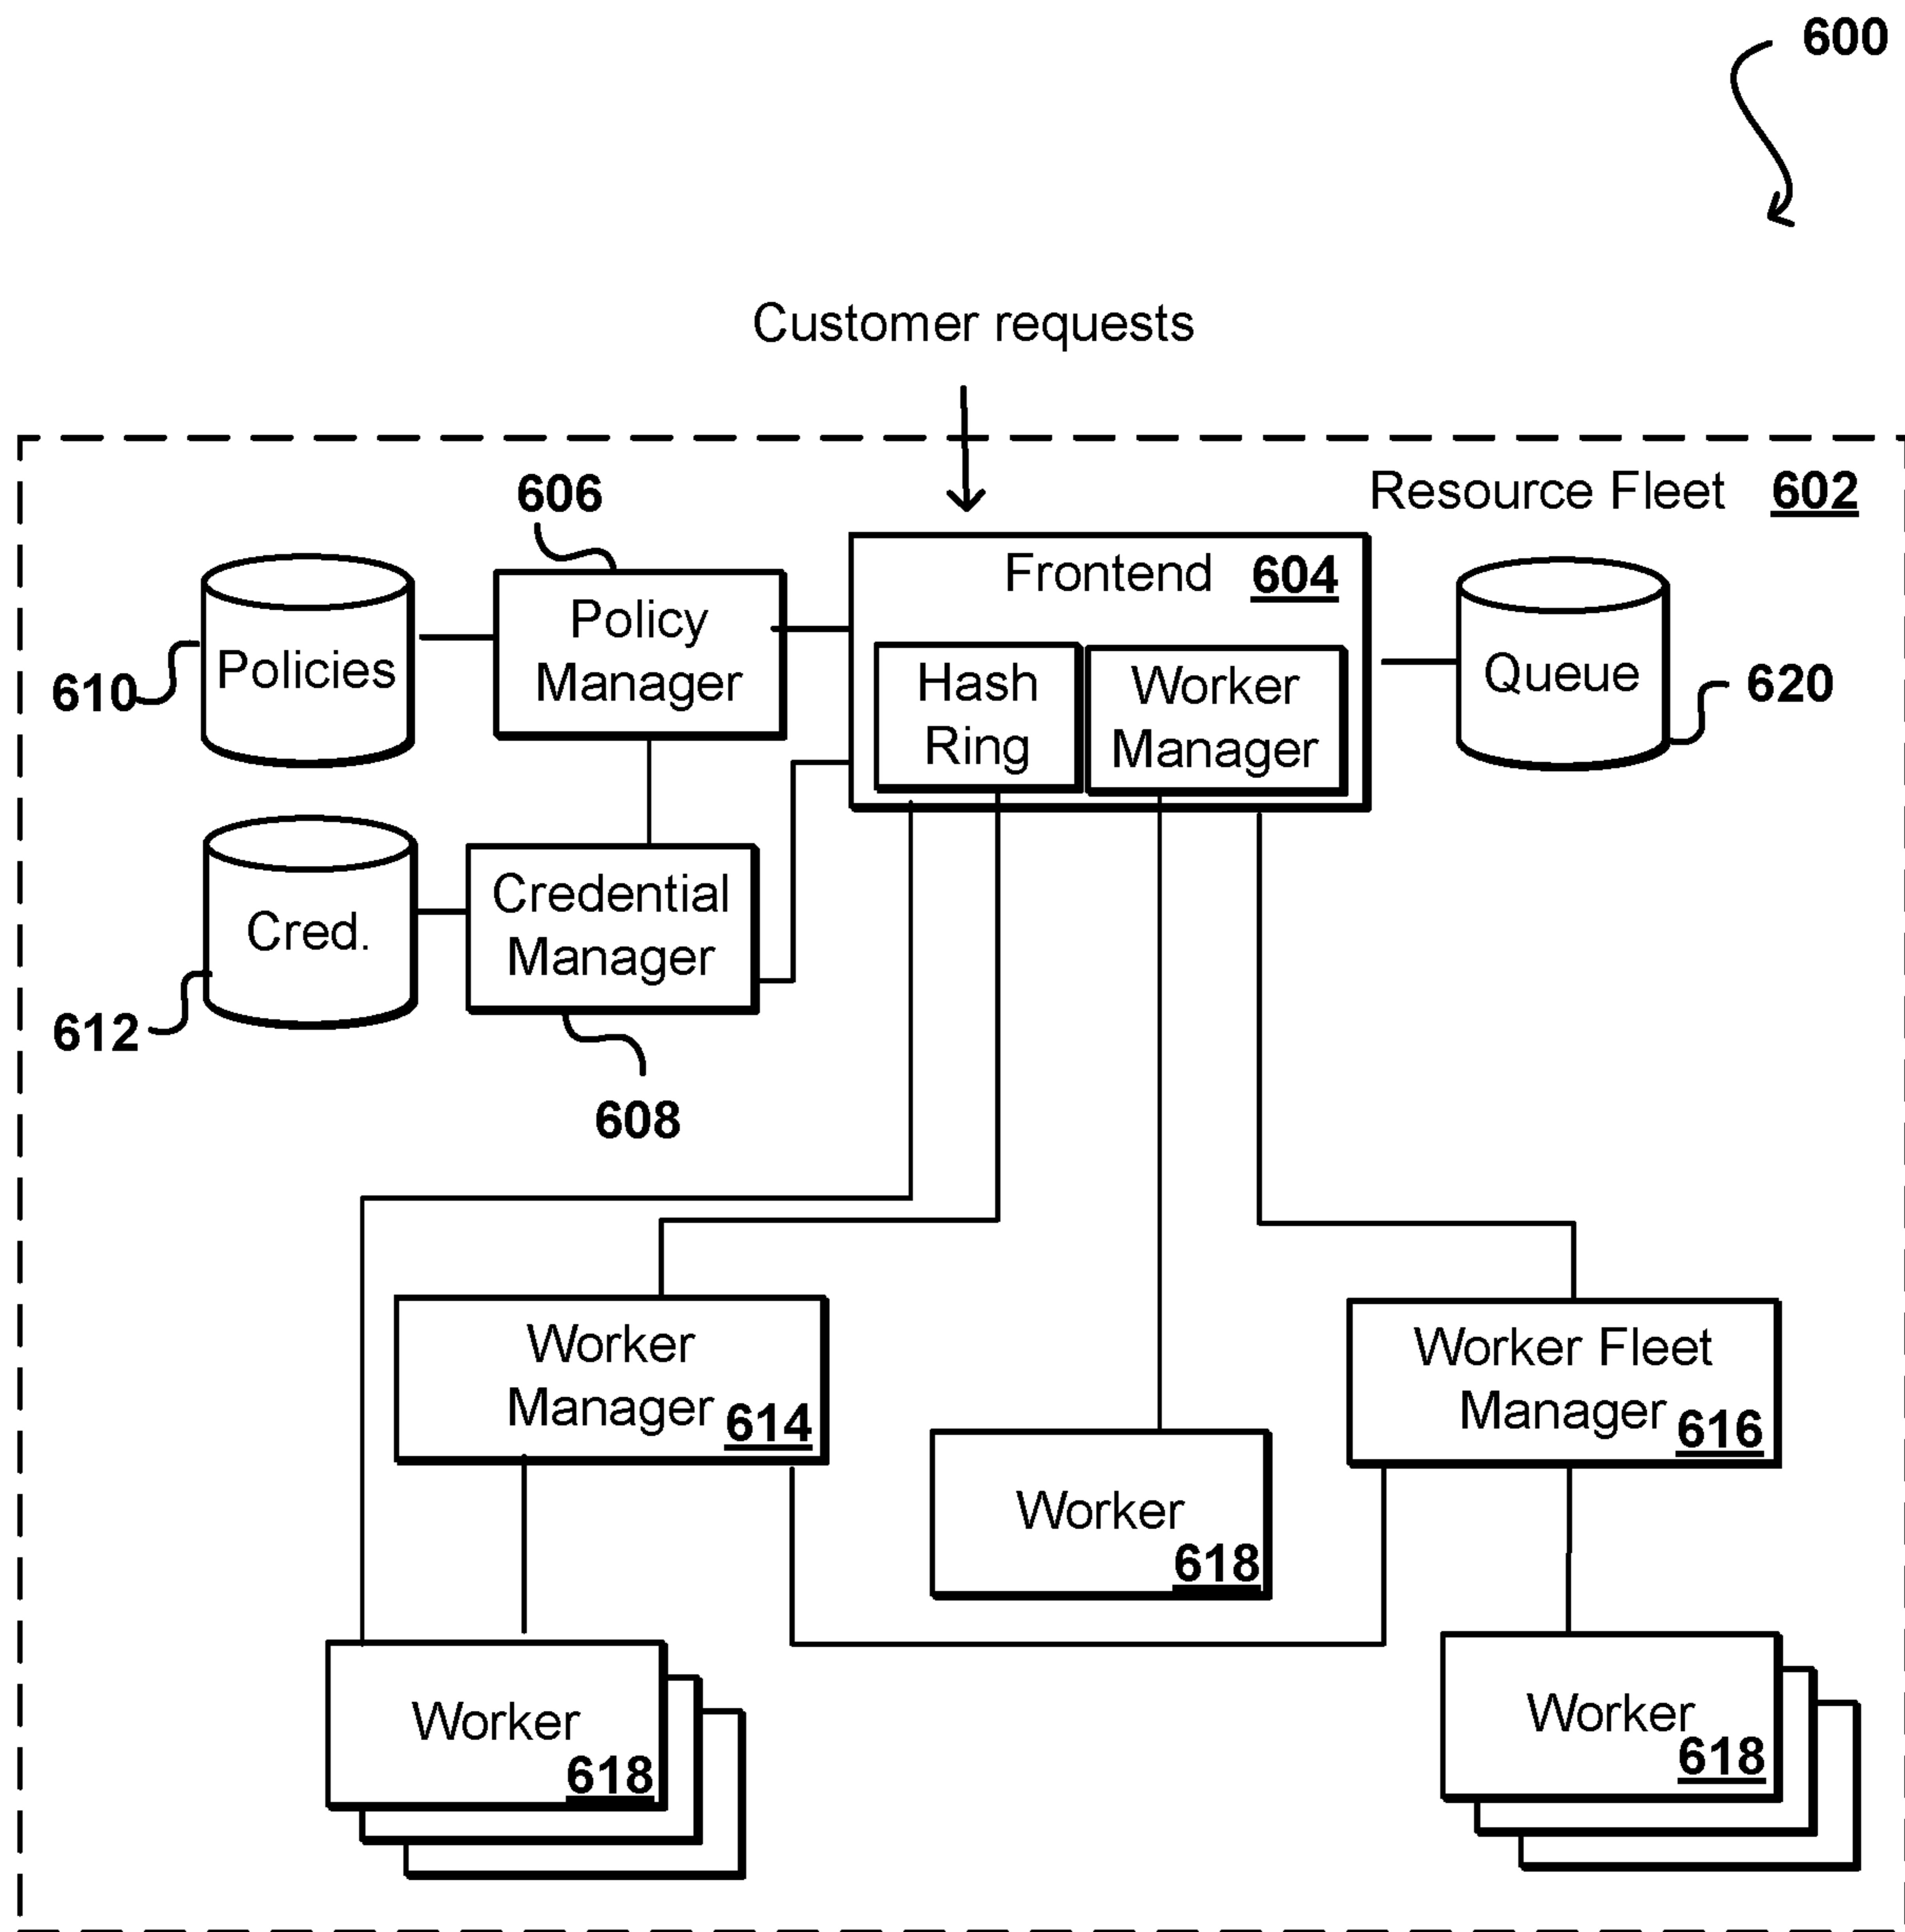 600
Customer requests
Resource Fleet 602
606
Frontend 604
Policy
Manager
Policies
610
Hash
Ring
Worker
Manager
Queue
620
Credential
Manager
Cred.
612
608
Worker
Manager 614
Worker Fleet
Manager 616
Worker
618
Worker
618
Worker
618